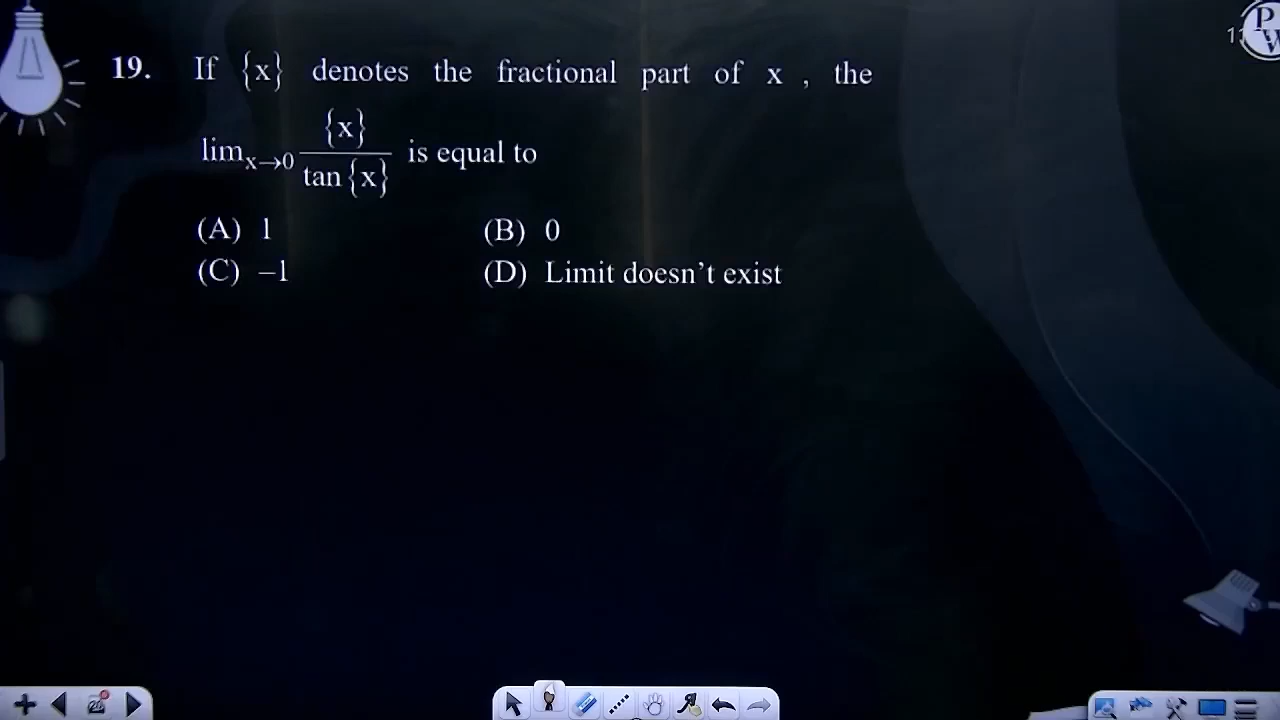 19. If {x} denotes the fractional part of x , the
lim x→0 {x} / tan {x} is equal to
(A) 1 (B) 0
(C) –1 (D) Limit doesn't exist